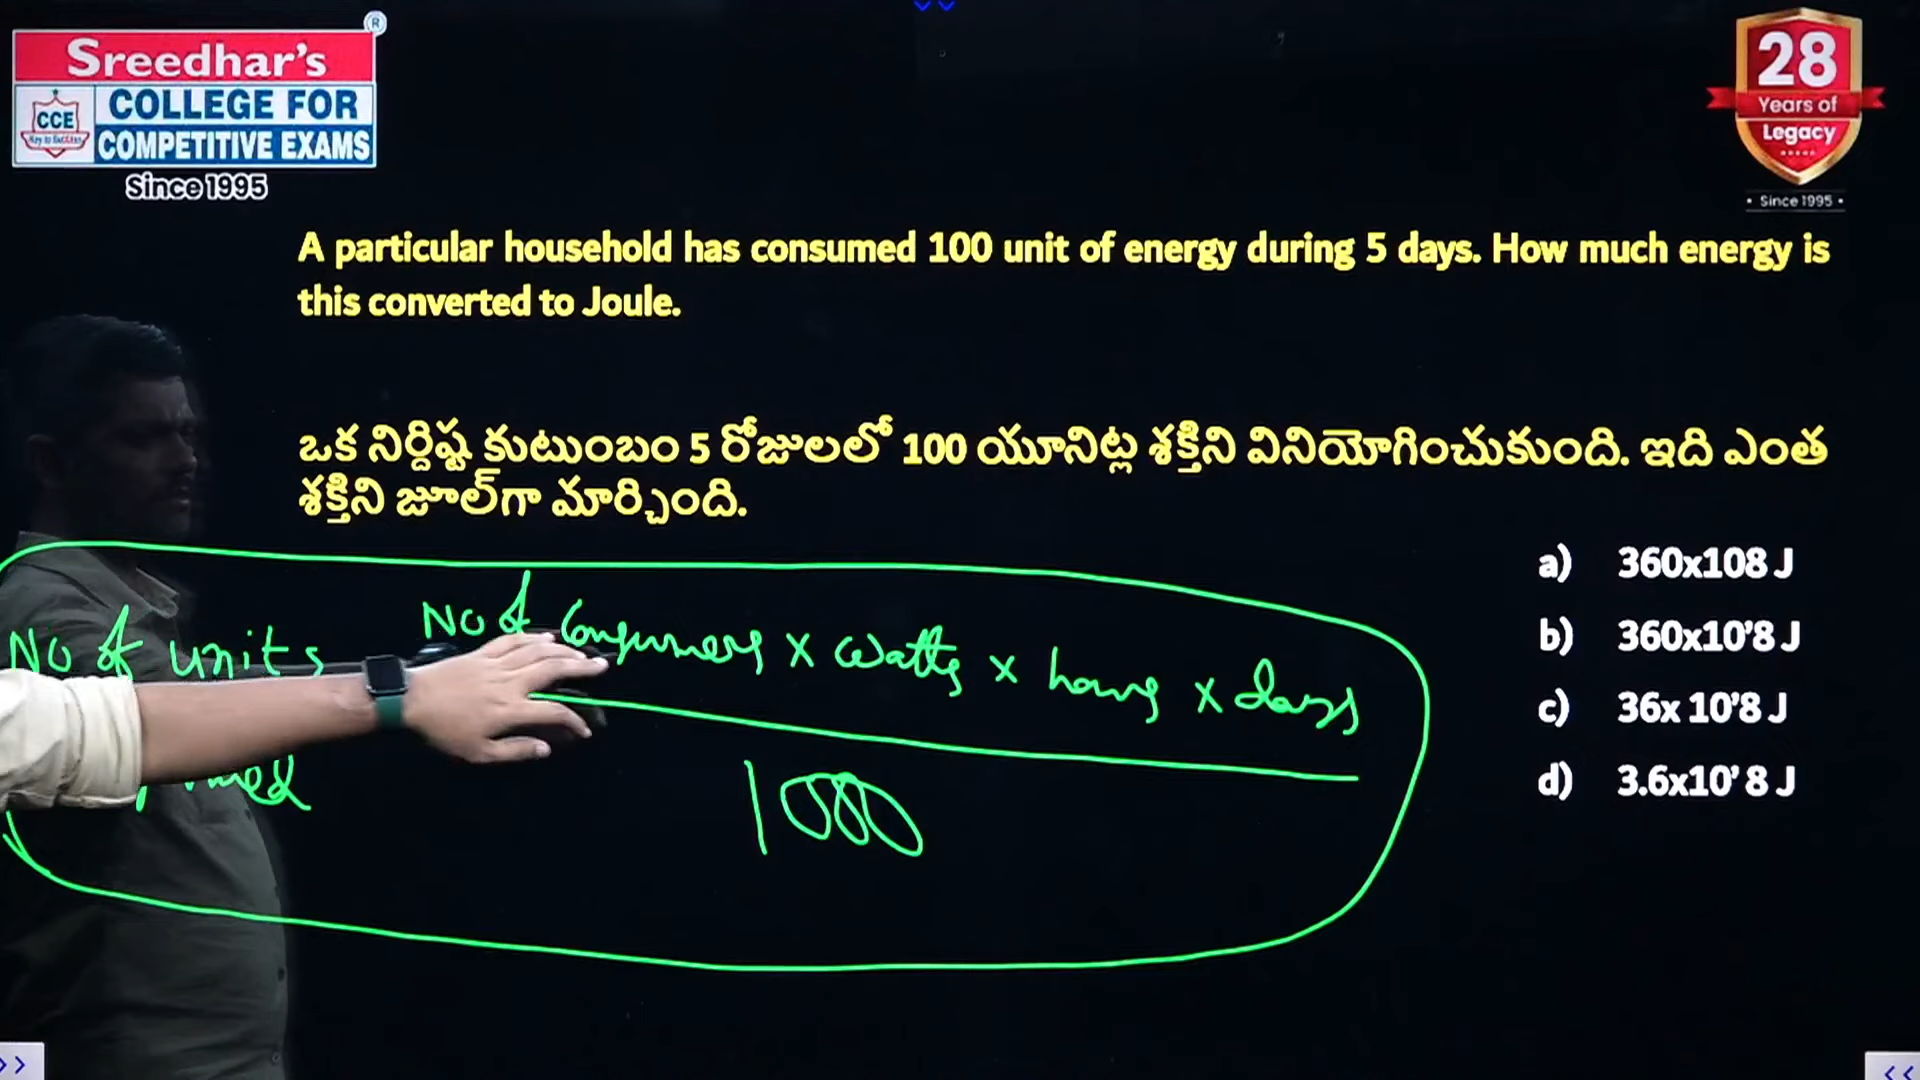 Sreedhar's
®
CCE
Key to Success
COLLEGE FOR
COMPETITIVE EXAMS
Since 1995
28
Years of
Legacy
• Since 1995 •
A particular household has consumed 100 unit of energy during 5 days. How much energy is
this converted to Joule.
ఒక నిర్దిష్ట కుటుంబం 5 రోజులలో 100 యూనిట్ల శక్తిని వినియోగించుకుంది. ఇది ఎంత
శక్తిని జూల్‌గా మార్చింది.
a) 360x108 J
b) 360x10'8 J
c) 36x 10'8 J
d) 3.6x10' 8 J
No of units
No of Consumers x watts x hours x days
1000